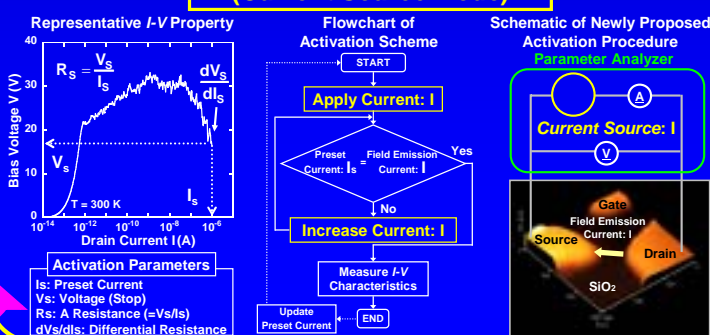 Representative I-V Property
Flowchart of
Activation Scheme
Schematic of Newly Proposed
Activation Procedure
Parameter Analyzer
Bias Voltage V (V)
40
30
20
10
0
RS = VS
IS
dVS
dIS
VS
IS
T = 300 K
10-14 10-12 10-10 10-8 10-6
Drain Current I (A)
START
Apply Current: I
Preset Current: IS = Field Emission Current: I
Yes
No
Increase Current: I
Measure I-V
Characteristics
Update
Preset Current
END
A
Current Source: I
V
Gate
Field Emission
Current: I
Source
Drain
SiO2
Activation Parameters
Is: Preset Current
Vs: Voltage (Stop)
Rs: A Resistance (=Vs/Is)
dVs/dIs: Differential Resistance